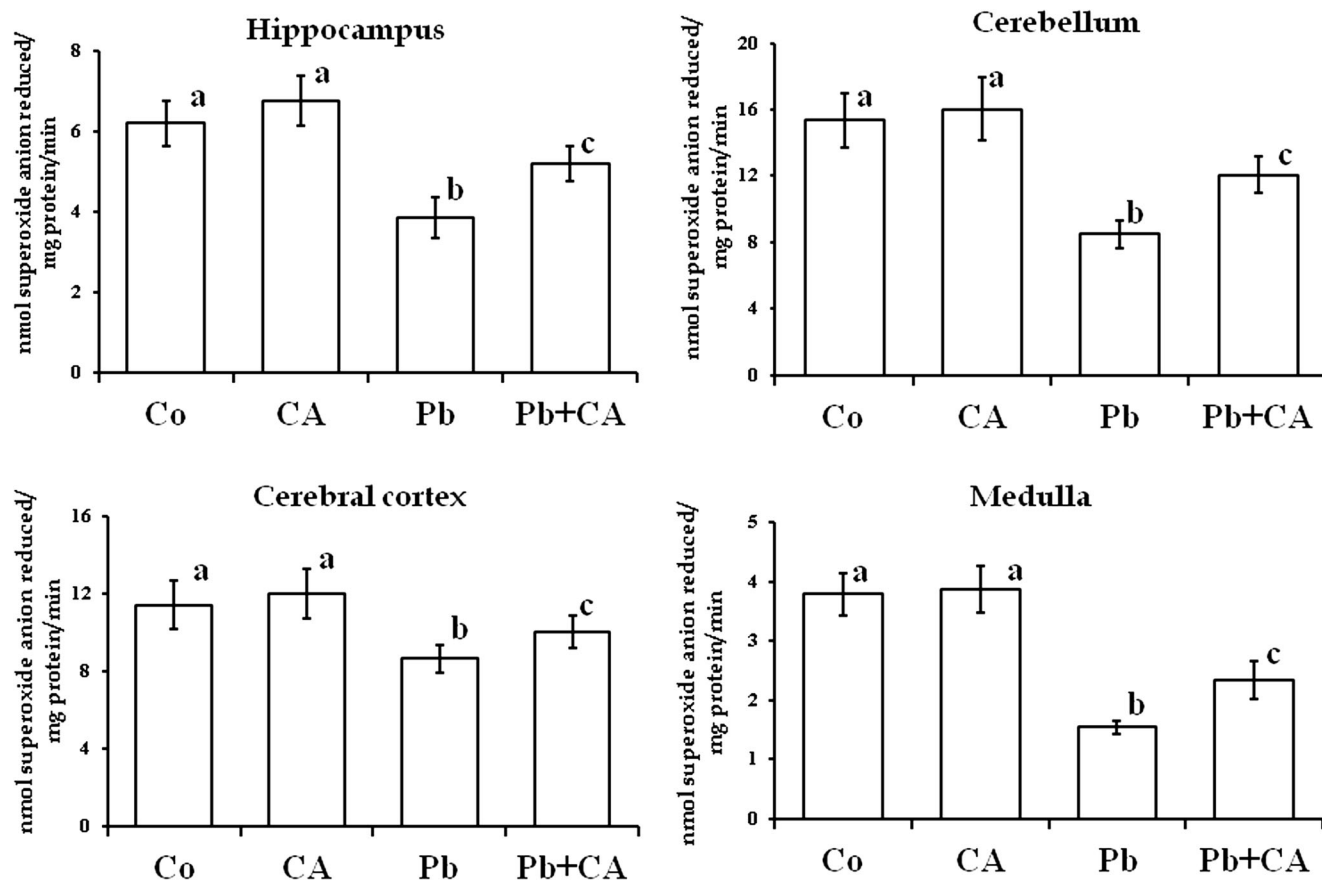 Hippocampus
nmol superoxide anion reduced/
mg protein/min
8
6
4
2
0
a
a
b
c
Co
CA
Pb
Pb+CA
Cerebellum
nmol superoxide anion reduced/
mg protein/min
20
16
12
8
4
0
a
a
b
c
Co
CA
Pb
Pb+CA
Cerebral cortex
nmol superoxide anion reduced/
mg protein/min
16
12
8
4
0
a
a
b
c
Co
CA
Pb
Pb+CA
Medulla
nmol superoxide anion reduced/
mg protein/min
5
4
3
2
1
0
a
a
b
c
Co
CA
Pb
Pb+CA